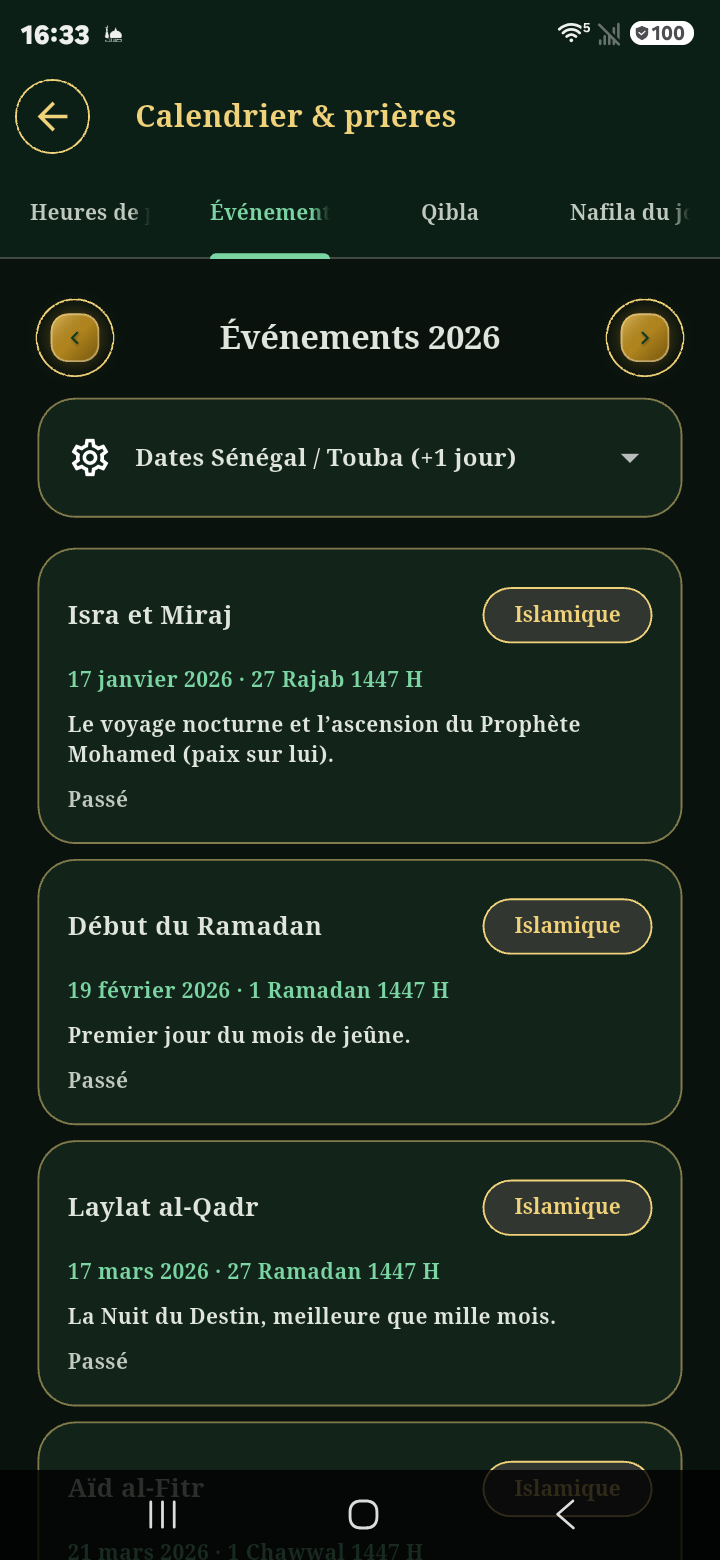 16:33
5
100
Calendrier & prières
Heures de
Événement
Qibla
Nafila du jo
Événements 2026
Dates Sénégal / Touba (+1 jour)
Isra et Miraj
Islamique
17 janvier 2026 · 27 Rajab 1447 H
Le voyage nocturne et l’ascension du Prophète
Mohamed (paix sur lui).
Passé
Début du Ramadan
Islamique
19 février 2026 · 1 Ramadan 1447 H
Premier jour du mois de jeûne.
Passé
Laylat al-Qadr
Islamique
17 mars 2026 · 27 Ramadan 1447 H
La Nuit du Destin, meilleure que mille mois.
Passé
Aïd al-Fitr
Islamique
21 mars 2026 · 1 Chawwal 1447 H